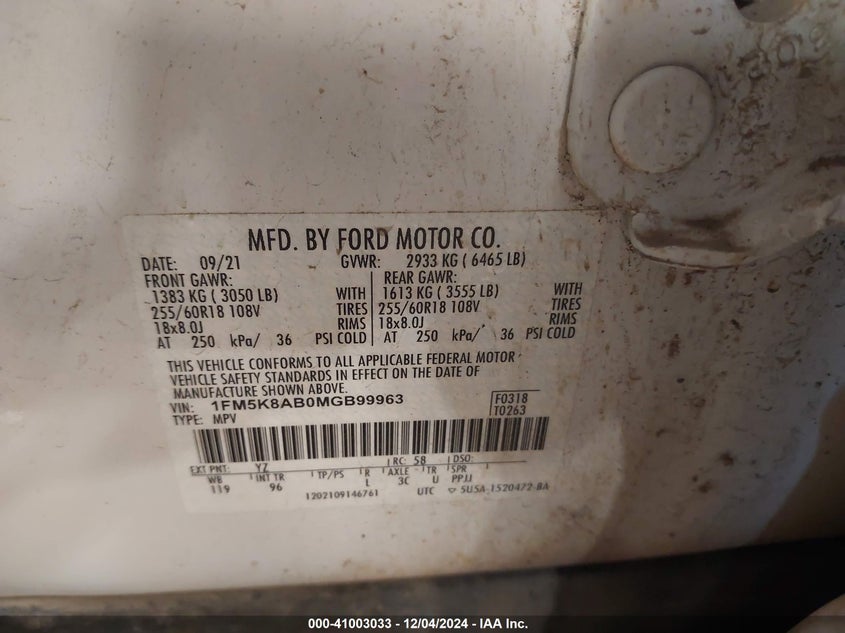 MFD. BY FORD MOTOR CO.
DATE: 09/21 GVWR: 2933 KG ( 6465 LB)
FRONT GAWR: REAR GAWR:
1383 KG ( 3050 LB) WITH 1613 KG ( 3555 LB) WITH
255/60R18 108V TIRES 255/60R18 108V TIRES
18x8.0J RIMS 18x8.0J RIMS
AT 250 kPa/ 36 PSI COLD AT 250 kPa/ 36 PSI COLD
THIS VEHICLE CONFORMS TO ALL APPLICABLE FEDERAL MOTOR
VEHICLE SAFETY STANDARDS IN EFFECT ON THE DATE OF
MANUFACTURE SHOWN ABOVE.
VIN: 1FM5K8AB0MGB99963 F0318
TYPE: MPV T0263
EXT PNT: YZ RC: 58 DSO:
WB INT TR TP/PS R AXLE TR SPR
119 96 L 3C U PPJJ
1202109146761 UTC 5U5A-1520472-BA
000-41003033 - 12/04/2024 - IAA Inc.